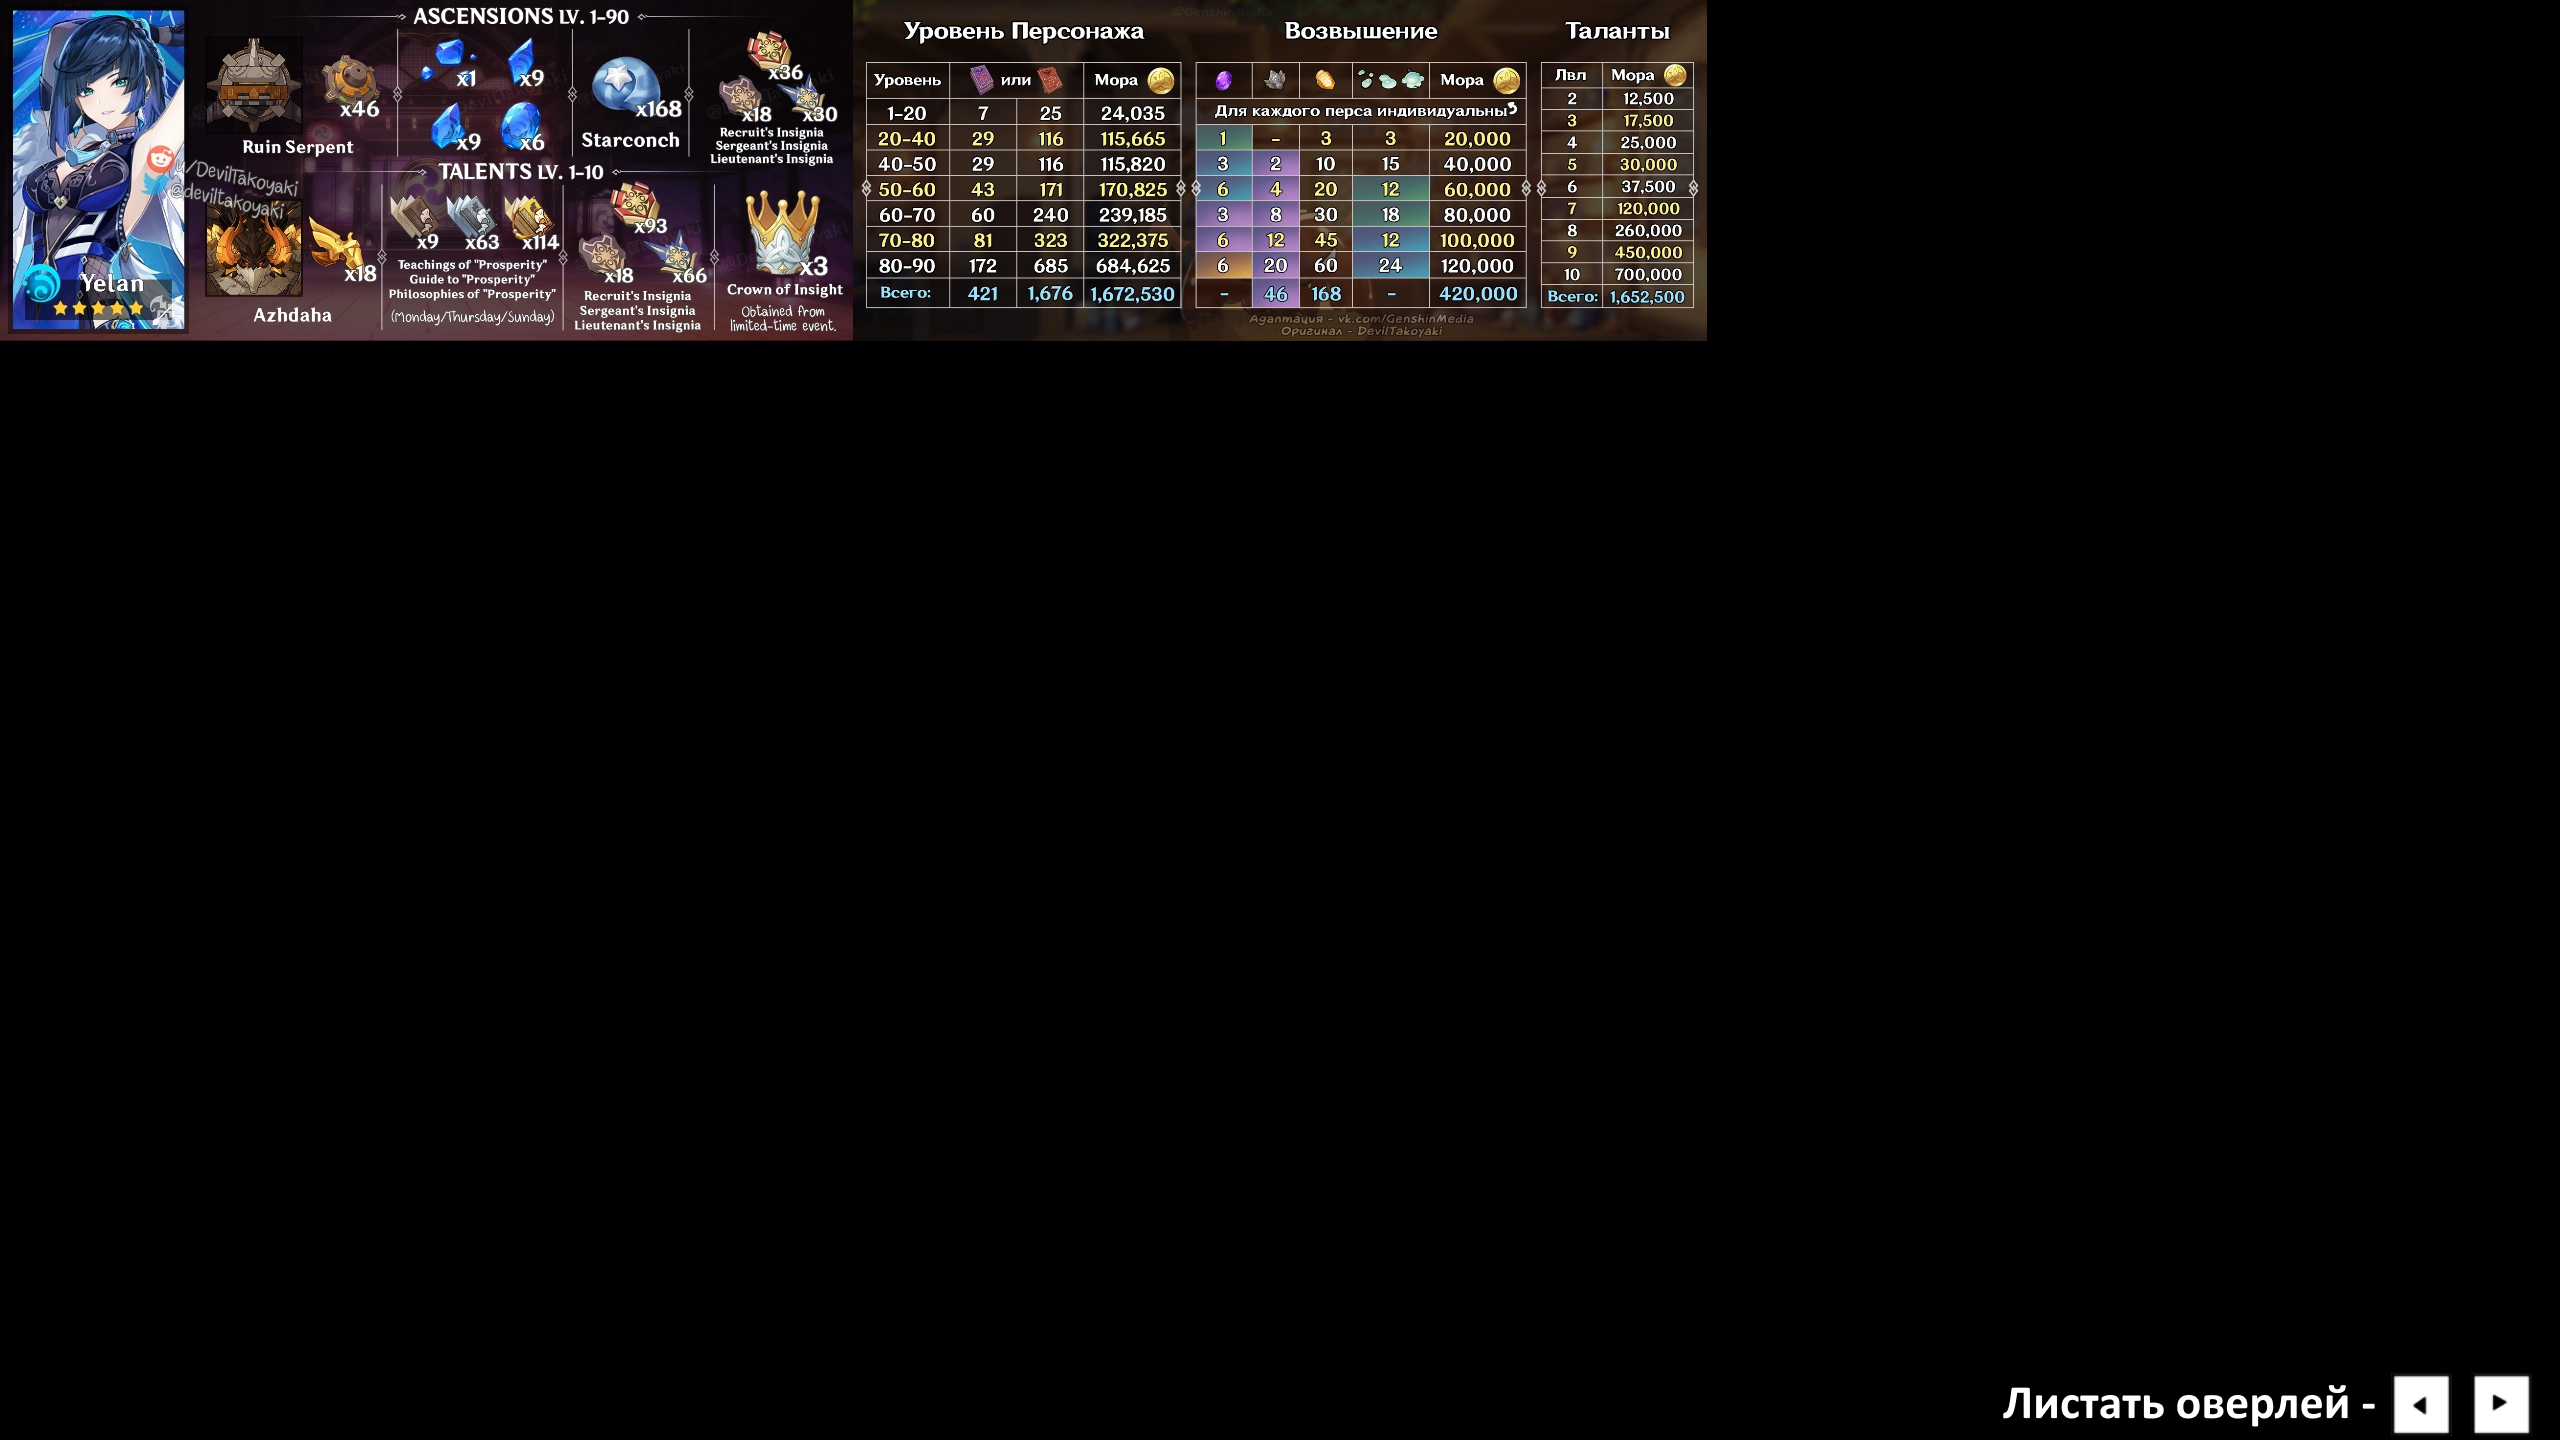 ASCENSIONS LV. 1-90
x46
Ruin Serpent
x1
x9
x9
x6
x168
Starconch
x36
x18
x30
Recruit's Insignia
Sergeant's Insignia
Lieutenant's Insignia
u/DevilTakoyaki
@deviltakoyaki
TALENTS LV. 1-10
Yelan
x18
Azhdaha
x9
x63
x114
Teachings of "Prosperity"
Guide to "Prosperity"
Philosophies of "Prosperity"
(Monday/Thursday/Sunday)
x93
x18
x66
Recruit's Insignia
Sergeant's Insignia
Lieutenant's Insignia
x3
Crown of Insight
Obtained from
limited-time event.
@GenshinMedia
Уровень Персонажа
Уровень или Мора
1-20 7 25 24,035
20-40 29 116 115,665
40-50 29 116 115,820
50-60 43 171 170,825
60-70 60 240 239,185
70-80 81 323 322,375
80-90 172 685 684,625
Всего: 421 1,676 1,672,530
Возвышение
Мора
Для каждого перса индивидуальны
1 - 3 3 20,000
3 2 10 15 40,000
6 4 20 12 60,000
3 8 30 18 80,000
6 12 45 12 100,000
6 20 60 24 120,000
- 46 168 - 420,000
Адаптация - vk.com/GenshinMedia
Оригинал - DevilTakoyaki
Таланты
Лвл Мора
2 12,500
3 17,500
4 25,000
5 30,000
6 37,500
7 120,000
8 260,000
9 450,000
10 700,000
Всего: 1,652,500
Листать оверлей -